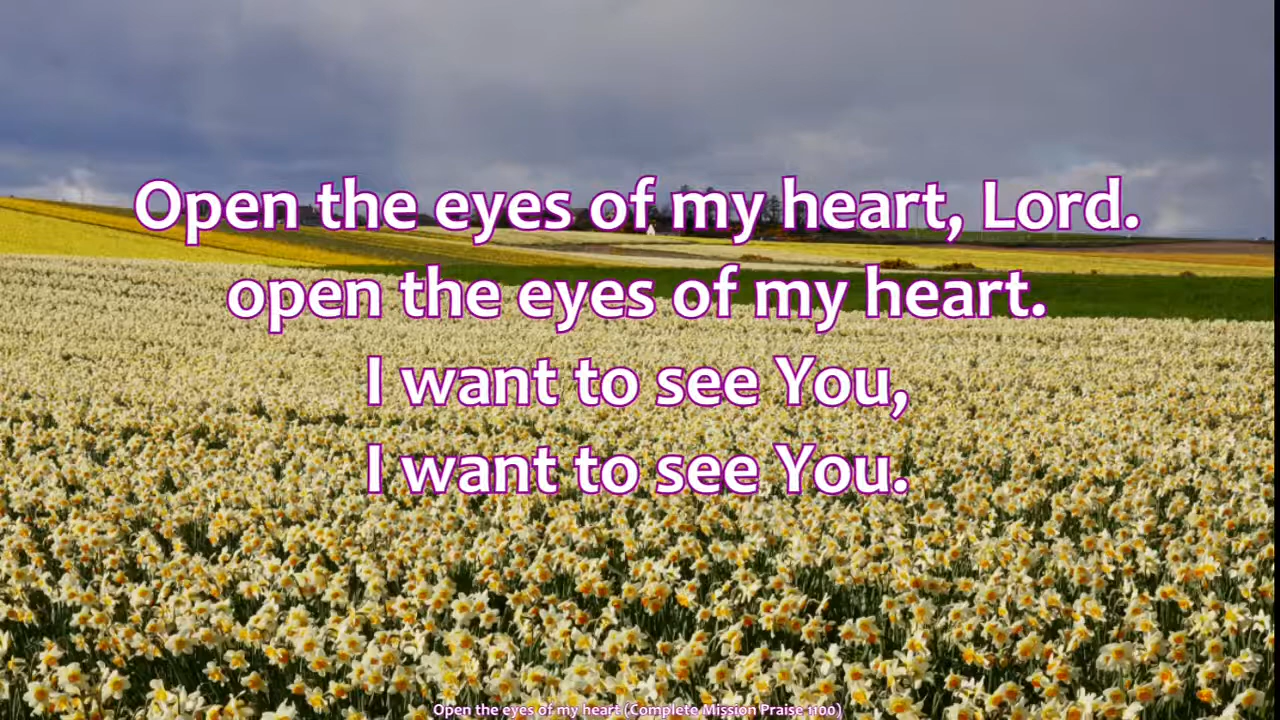 Open the eyes of my heart, Lord.
open the eyes of my heart.
I want to see You,
I want to see You.
Open the eyes of my heart (Complete Mission Praise 1100)